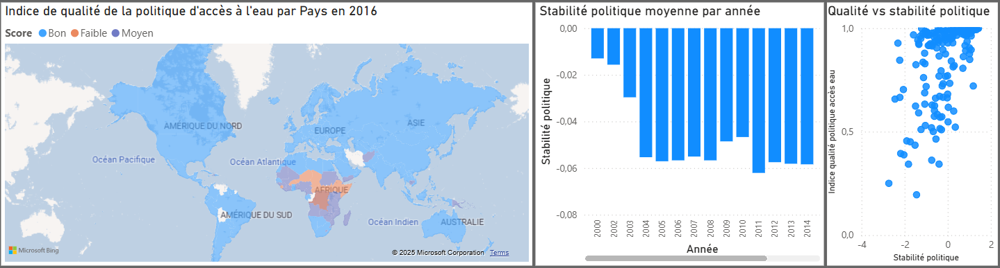 Indice de qualité de la politique d'accès à l'eau par Pays en 2016
Score Bon Faible Moyen
AMÉRIQUE DU NORD
EUROPE
ASIE
Océan Pacifique
Océan Atlantique
AFRIQUE
AMÉRIQUE DU SUD
Océan Indien
AUSTRALIE
Microsoft Bing
© 2025 Microsoft Corporation Terms
Stabilité politique moyenne par année
Stabilité politique
0,00
-0,02
-0,04
-0,06
-0,08
2000 2002 2003 2004 2005 2006 2007 2008 2009 2010 2011 2012 2013 2014
Année
Qualité vs stabilité politique
Indice qualité politique accès eau
1,0
0,5
0,0
-4 -2 0 2
Stabilité politique